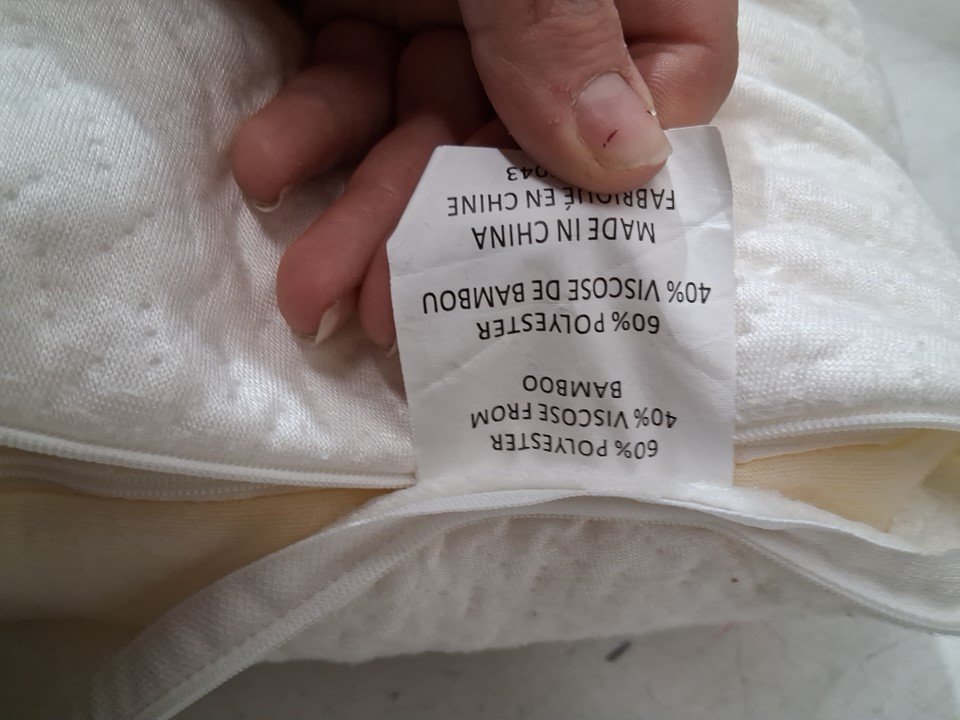 60% POLYESTER
40% VISCOSE FROM
BAMBOO
60% POLYESTER
40% VISCOSE DE BAMBOU
MADE IN CHINA
FABRIQUÉ EN CHINE